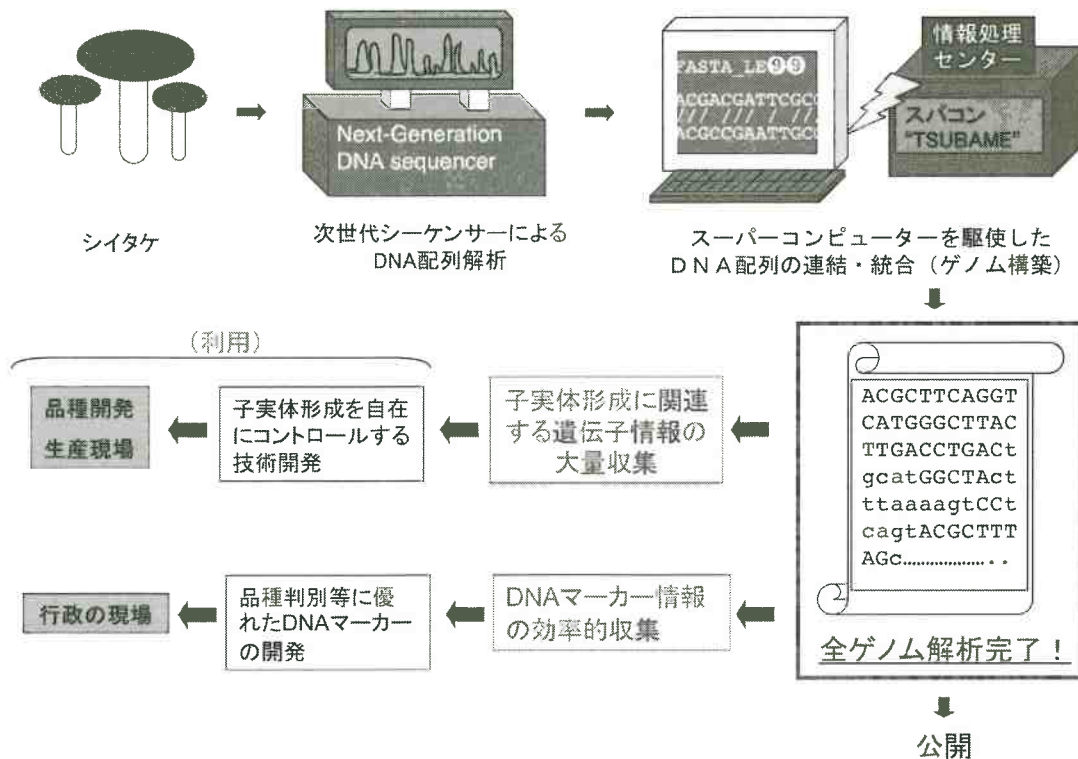 Next-Generation
DNA sequencer
FASTA_LE99
ACGACGATTCGCC
/// // / / ///
ACGCCGAATTGCC
情報処理
センター
スパコン
"TSUBAME"
シイタケ
次世代シーケンサーによる
DNA配列解析
スーパーコンピューターを駆使した
DNA配列の連結・統合（ゲノム構築）
（利用）
品種開発
生産現場
子実体形成を自在
にコントロールする
技術開発
子実体形成に関連
する遺伝子情報の
大量収集
ACGCTTCAGGT
CATGGGCTTAC
TTGACCTGACt
gcatGGCTAct
ttaaaagtCCt
cagtACGCTTT
AGc....................
全ゲノム解析完了！
行政の現場
品種判別等に優
れたDNAマーカー
の開発
DNAマーカー情報
の効率的収集
公開